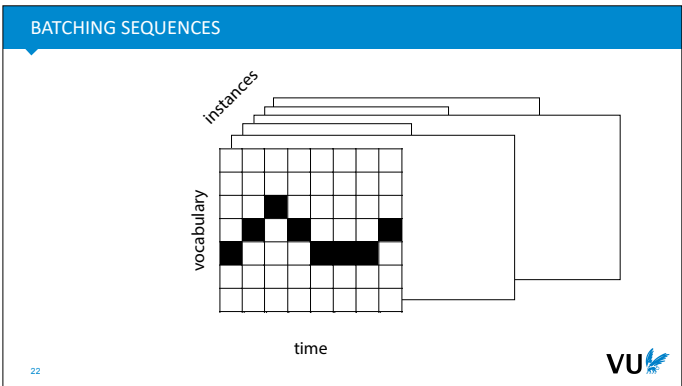 BATCHING SEQUENCES
instances
vocabulary
time
22
VU